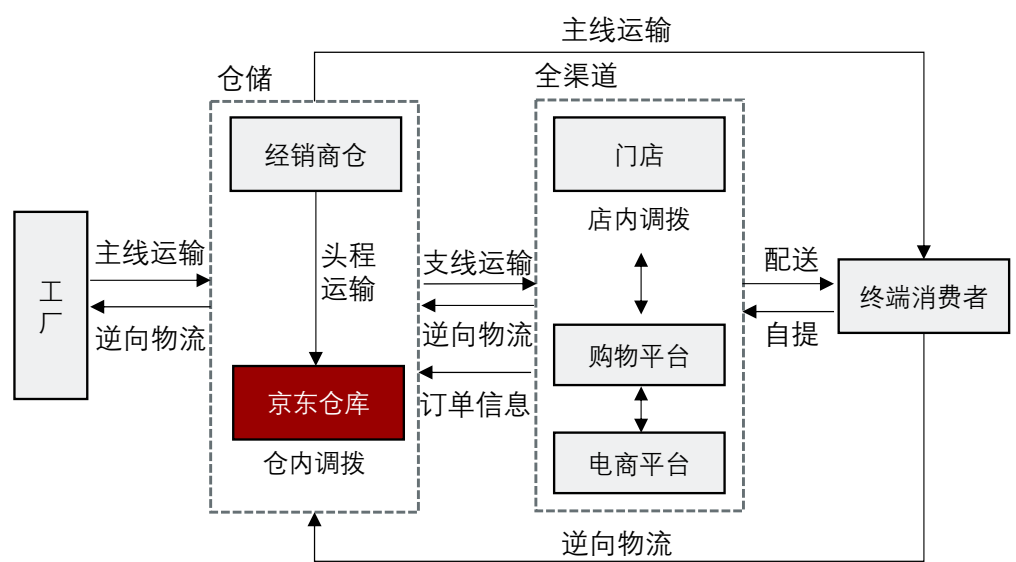 主线运输
仓储
全渠道
经销商仓
门店
店内调拨
主线运输
头程
运输
支线运输
配送
工
厂
终端消费者
逆向物流
逆向物流
自提
购物平台
京东仓库
订单信息
仓内调拨
电商平台
逆向物流